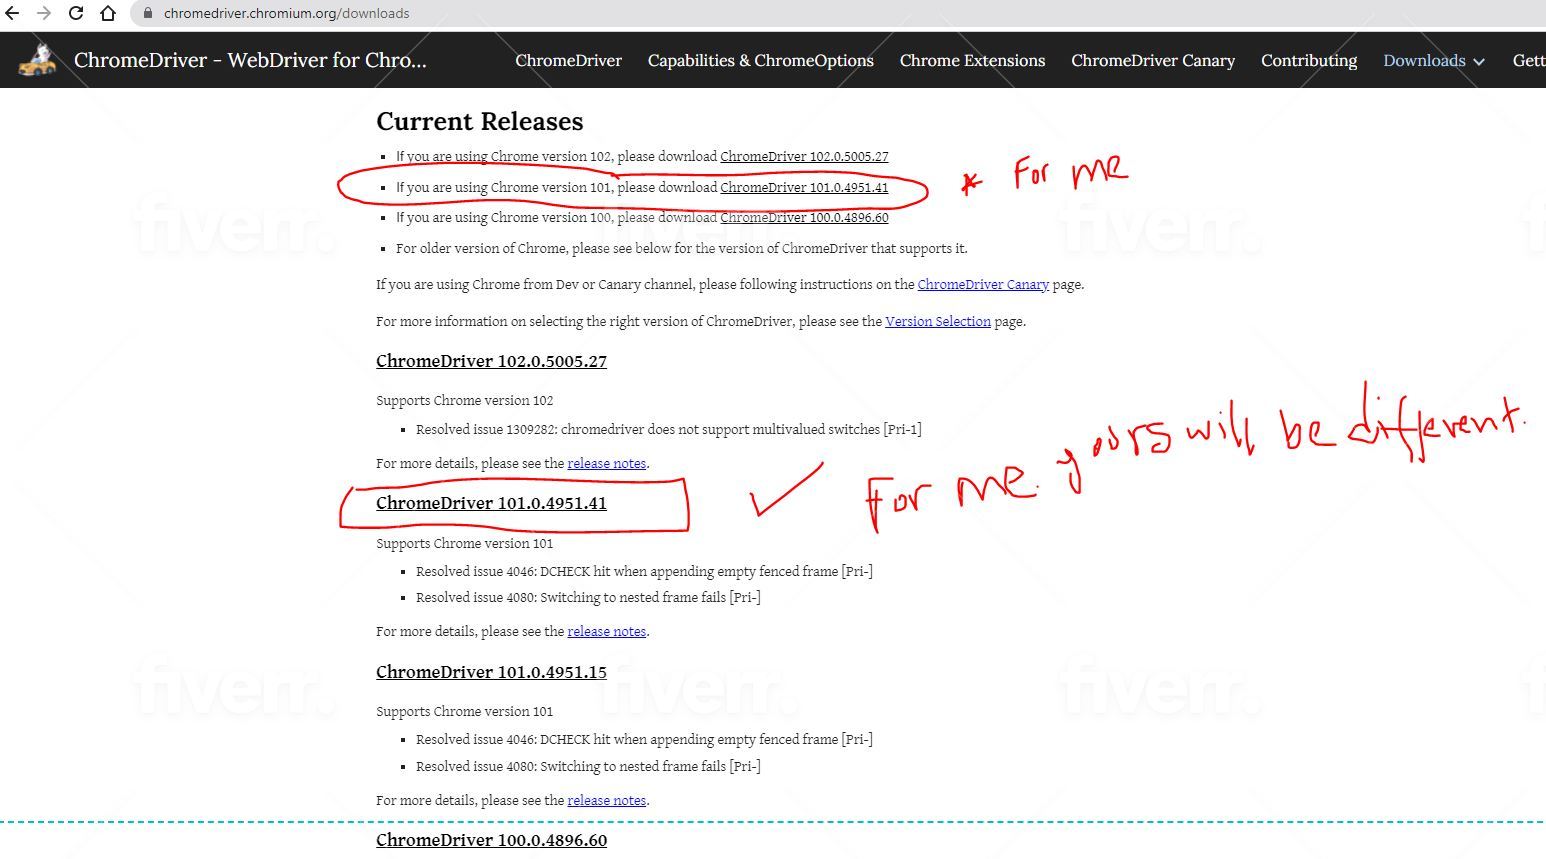 chromedriver.chromium.org/downloads
ChromeDriver - WebDriver for Chro...
ChromeDriver Capabilities & ChromeOptions Chrome Extensions ChromeDriver Canary Contributing Downloads Gett
Current Releases
If you are using Chrome version 102, please download ChromeDriver 102.0.5005.27
If you are using Chrome version 101, please download ChromeDriver 101.0.4951.41
* For me
If you are using Chrome version 100, please download ChromeDriver 100.0.4896.60
fiverr. fiverr. fiverr.
For older version of Chrome, please see below for the version of ChromeDriver that supports it.
If you are using Chrome from Dev or Canary channel, please following instructions on the ChromeDriver Canary page.
For more information on selecting the right version of ChromeDriver, please see the Version Selection page.
ChromeDriver 102.0.5005.27
Supports Chrome version 102
Resolved issue 1309282: chromedriver does not support multivalued switches [Pri-1]
For more details, please see the release notes.
ChromeDriver 101.0.4951.41
For me. yours will be different.
Supports Chrome version 101
Resolved issue 4046: DCHECK hit when appending empty fenced frame [Pri-]
Resolved issue 4080: Switching to nested frame fails [Pri-]
For more details, please see the release notes.
ChromeDriver 101.0.4951.15
fiverr. fiverr. fiverr.
Supports Chrome version 101
Resolved issue 4046: DCHECK hit when appending empty fenced frame [Pri-]
Resolved issue 4080: Switching to nested frame fails [Pri-]
For more details, please see the release notes.
ChromeDriver 100.0.4896.60